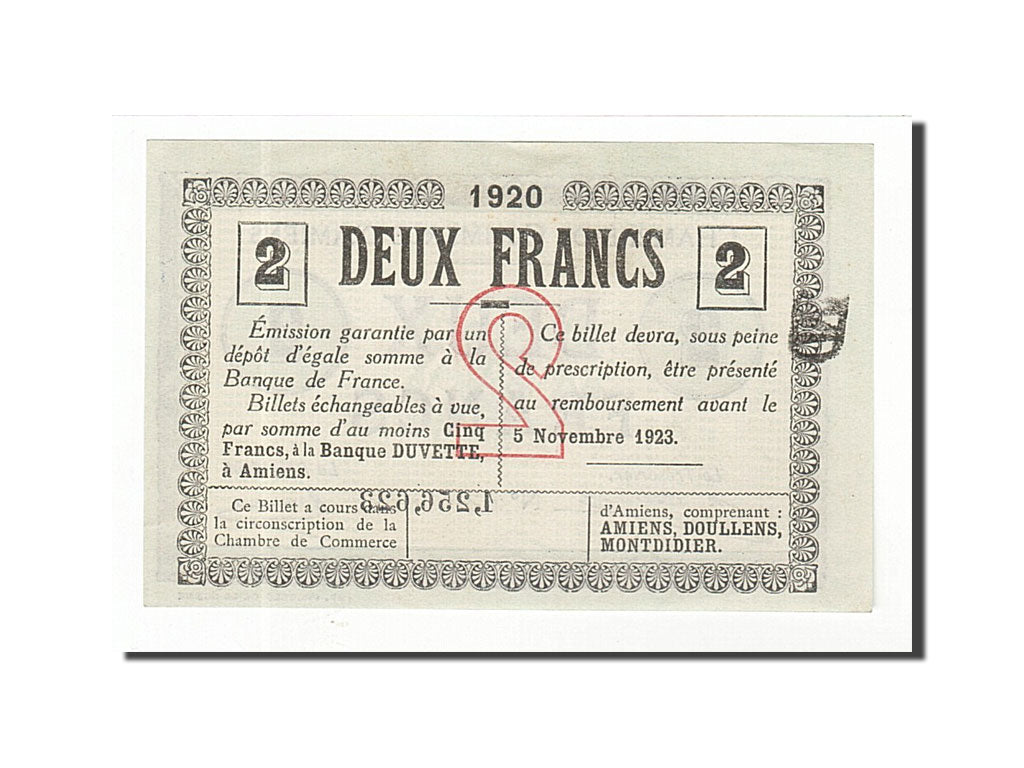 1920
2 DEUX FRANCS 2
2
Émission garantie par un
dépôt d'égale somme à la
Banque de France.
Billets échangeables à vue,
par somme d'au moins Cinq
Francs, à la Banque DUVETTE,
à Amiens.
Ce billet devra, sous peine
de prescription, être présenté
au remboursement avant le
5 Novembre 1923.
Ce Billet a cours dans
la circonscription de la
Chambre de Commerce
1,256,623
d'Amiens, comprenant :
AMIENS, DOULLENS,
MONTDIDIER.